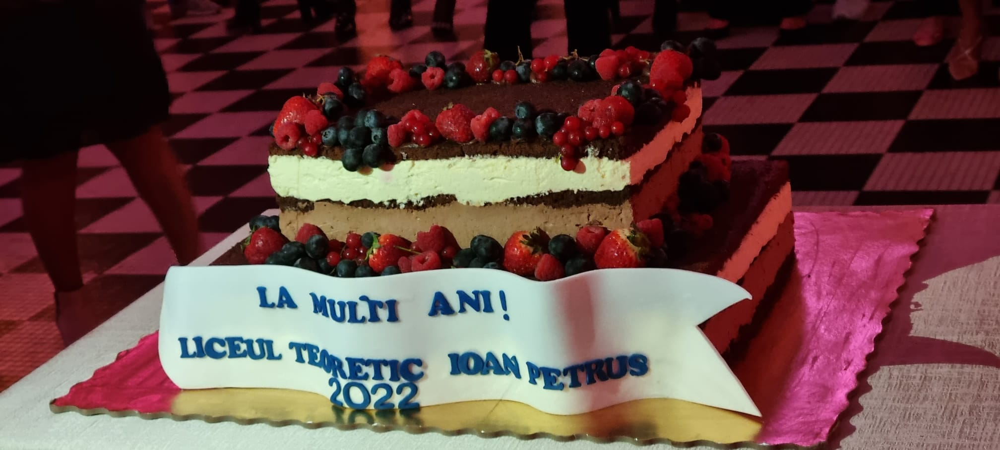 LA MULTI ANI!
LICEUL TEORETIC IOAN PETRUS
2022